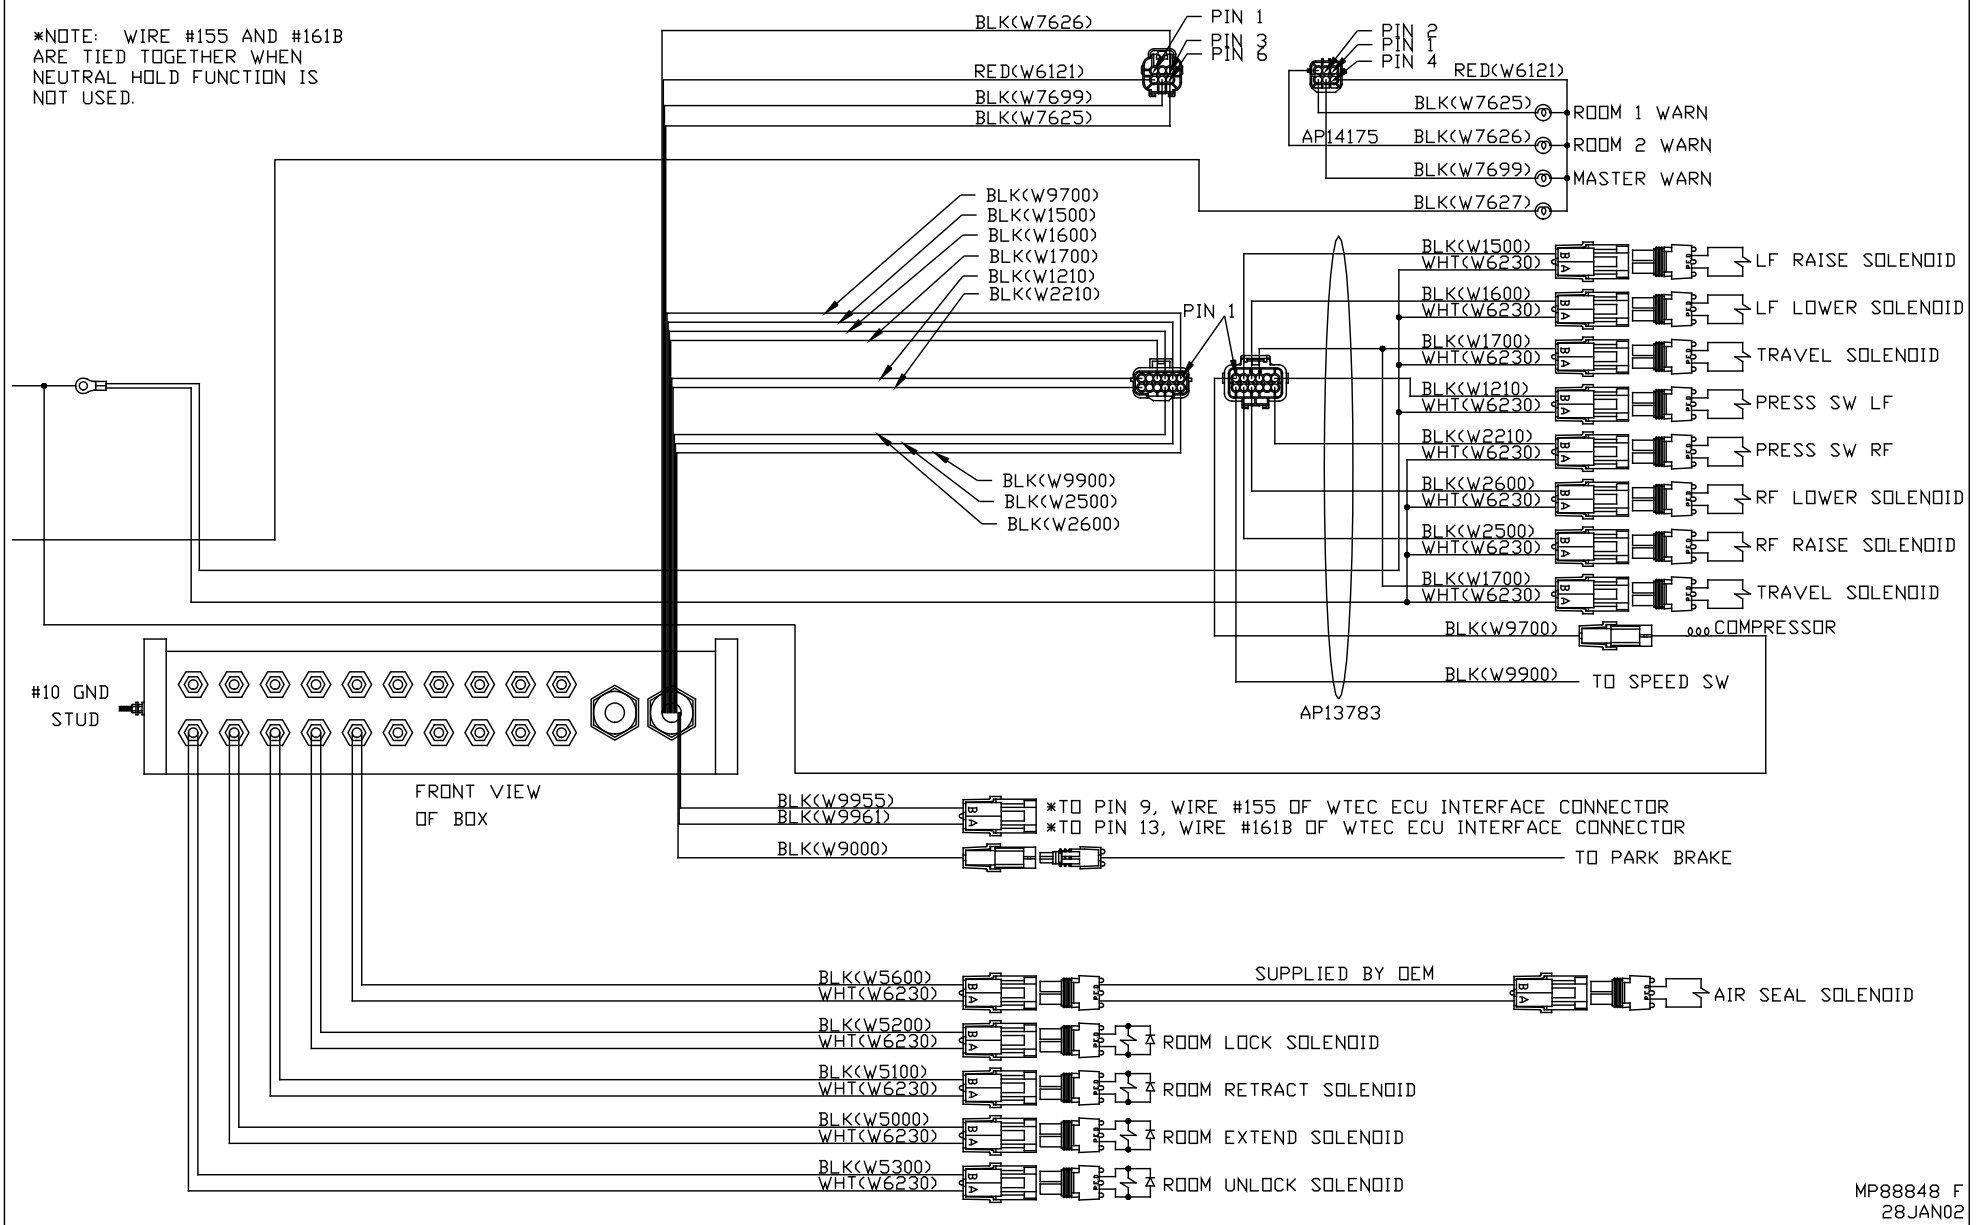 *NOTE: WIRE #155 AND #161B
ARE TIED TOGETHER WHEN
NEUTRAL HOLD FUNCTION IS
NOT USED.
BLK(W7626)
RED(W6121)
BLK(W7699)
BLK(W7625)
PIN 1
PIN 3
PIN 6
PIN 2
PIN 1
PIN 4
RED(W6121)
BLK(W7625)
ROOM 1 WARN
AP14175
BLK(W7626)
ROOM 2 WARN
BLK(W7699)
MASTER WARN
BLK(W7627)
BLK(W9700)
BLK(W1500)
BLK(W1600)
BLK(W1700)
BLK(W1210)
BLK(W2210)
PIN 1
BLK(W9900)
BLK(W2500)
BLK(W2600)
BLK(W1500)
WHT(W6230)
B
A
LF RAISE SOLENOID
BLK(W1600)
WHT(W6230)
B
A
LF LOWER SOLENOID
BLK(W1700)
WHT(W6230)
B
A
TRAVEL SOLENOID
BLK(W1210)
WHT(W6230)
B
A
PRESS SW LF
BLK(W2210)
WHT(W6230)
B
A
PRESS SW RF
BLK(W2600)
WHT(W6230)
B
A
RF LOWER SOLENOID
BLK(W2500)
WHT(W6230)
B
A
RF RAISE SOLENOID
BLK(W1700)
WHT(W6230)
B
A
TRAVEL SOLENOID
BLK(W9700)
COMPRESSOR
BLK(W9900)
TO SPEED SW
AP13783
#10 GND
STUD
FRONT VIEW
OF BOX
BLK(W9955)
BLK(W9961)
B
A
*TO PIN 9, WIRE #155 OF WTEC ECU INTERFACE CONNECTOR
*TO PIN 13, WIRE #161B OF WTEC ECU INTERFACE CONNECTOR
BLK(W9000)
TO PARK BRAKE
BLK(W5600)
WHT(W6230)
B
A
SUPPLIED BY OEM
B
A
AIR SEAL SOLENOID
BLK(W5200)
WHT(W6230)
B
A
ROOM LOCK SOLENOID
BLK(W5100)
WHT(W6230)
B
A
ROOM RETRACT SOLENOID
BLK(W5000)
WHT(W6230)
B
A
ROOM EXTEND SOLENOID
BLK(W5300)
WHT(W6230)
B
A
ROOM UNLOCK SOLENOID
MP88848 F
28JAN02